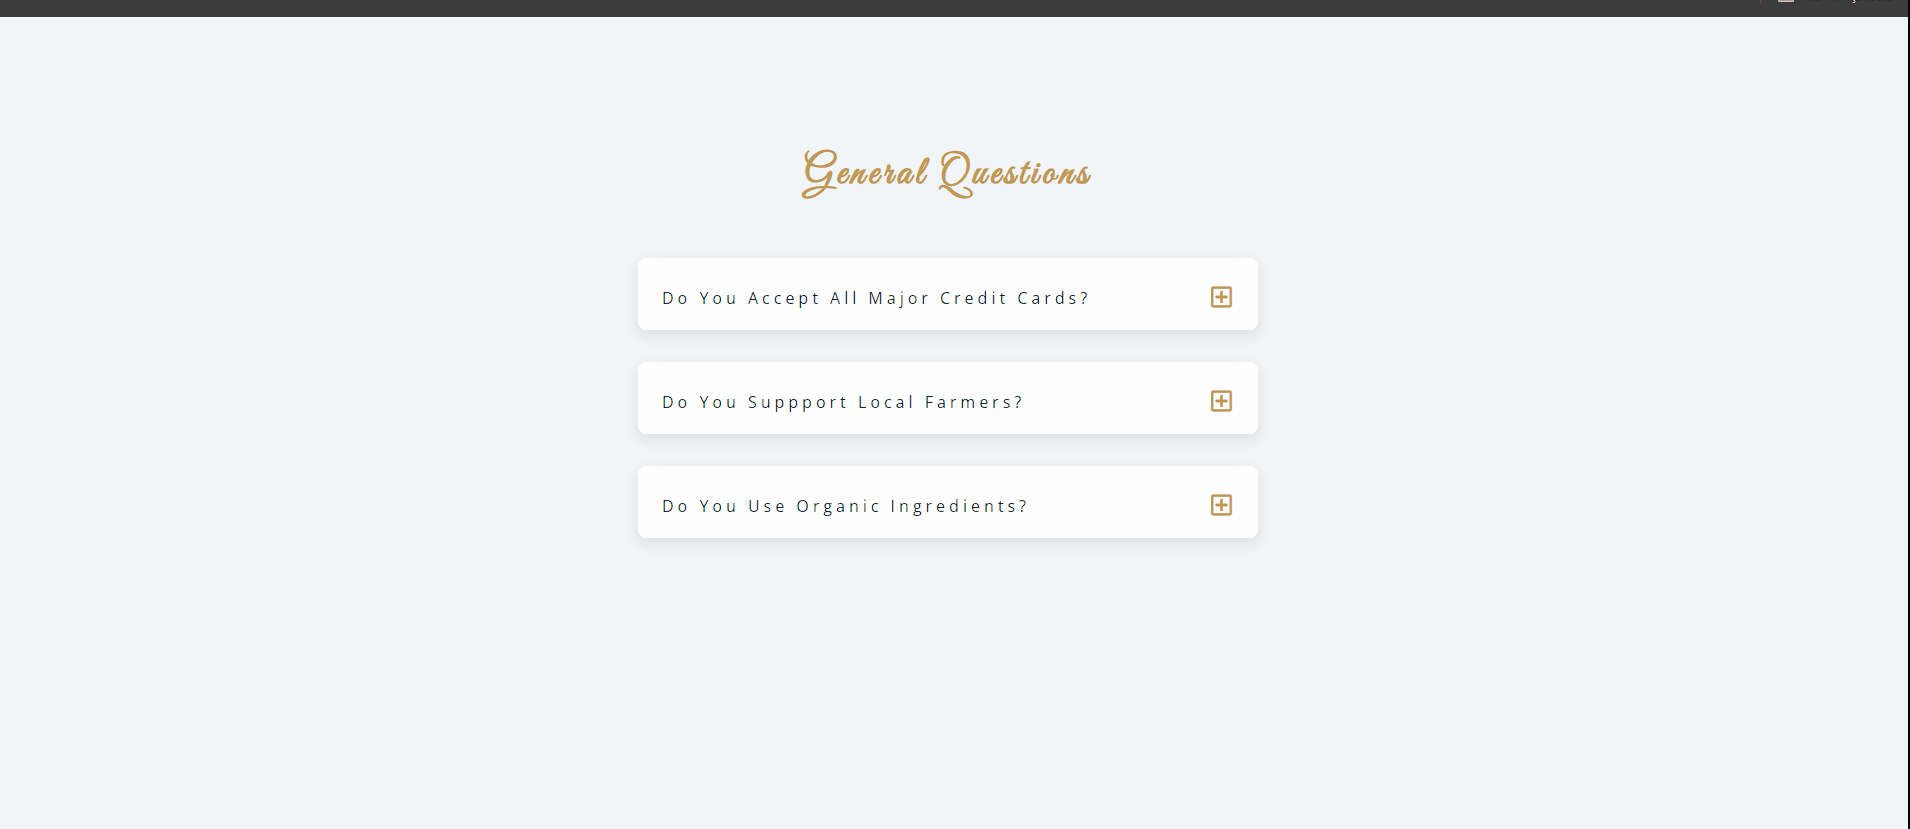 General Questions
Do You Accept All Major Credit Cards?
Do You Suppport Local Farmers?
Do You Use Organic Ingredients?